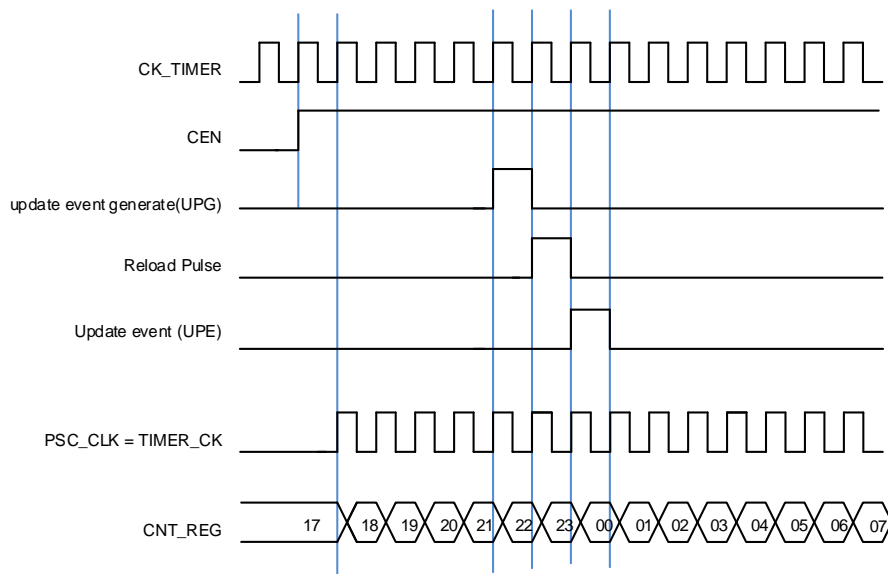 CK_TIMER
CEN
update event generate(UPG)
Reload Pulse
Update event (UPE)
PSC_CLK = TIMER_CK
CNT_REG 17 18 19 20 21 22 23 00 01 02 03 04 05 06 07